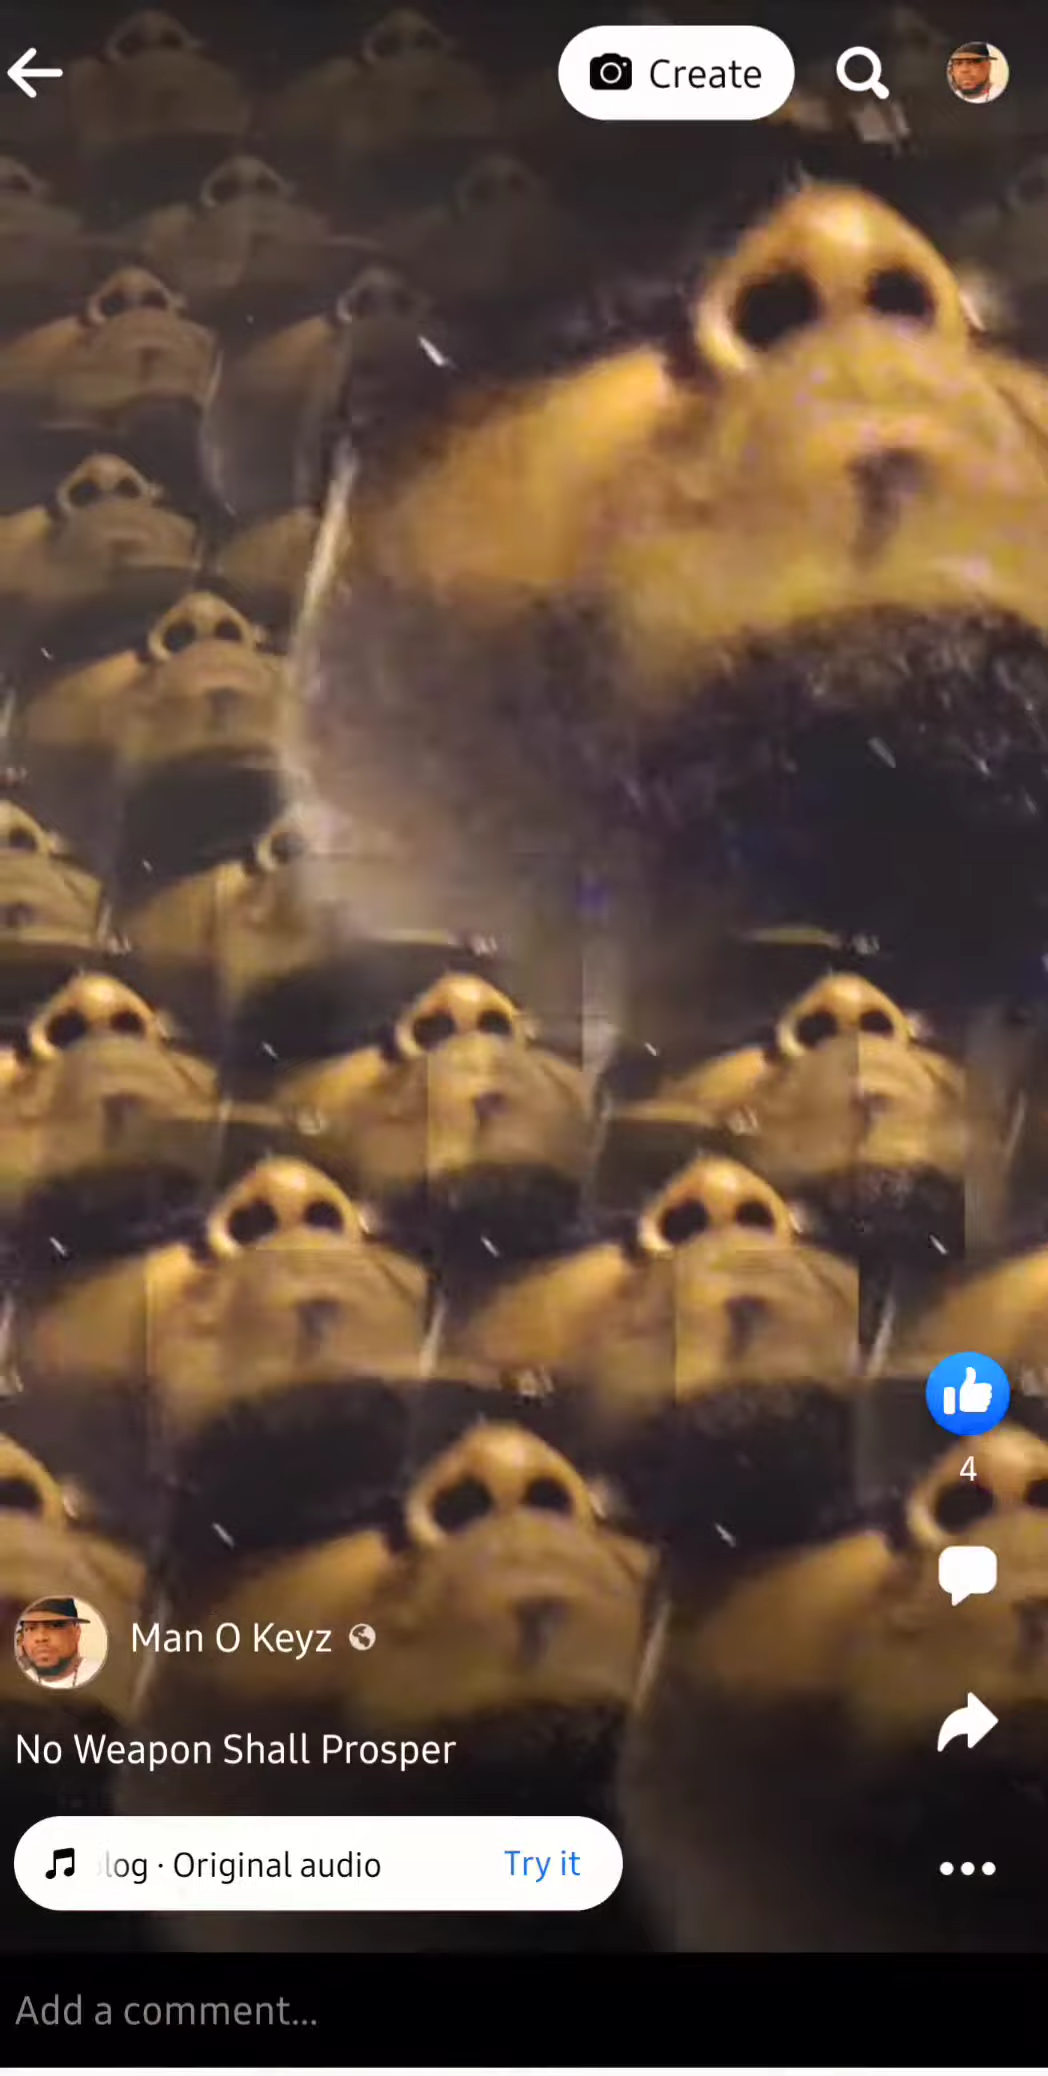 Create
4
Man O Keyz
No Weapon Shall Prosper
log · Original audio
Try it
Add a comment...